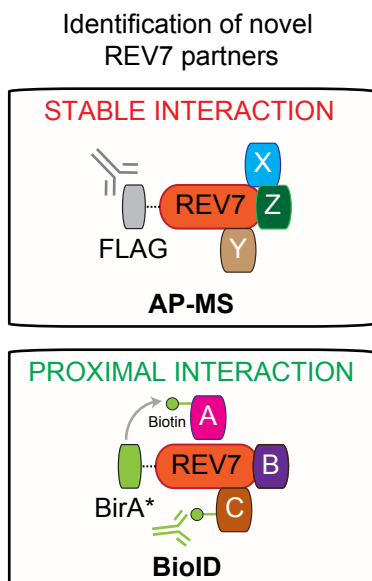 Identification of novel
REV7 partners
STABLE INTERACTION
X
REV7
Z
FLAG
Y
AP-MS
PROXIMAL INTERACTION
A
Biotin
REV7
B
BirA*
C
BioID